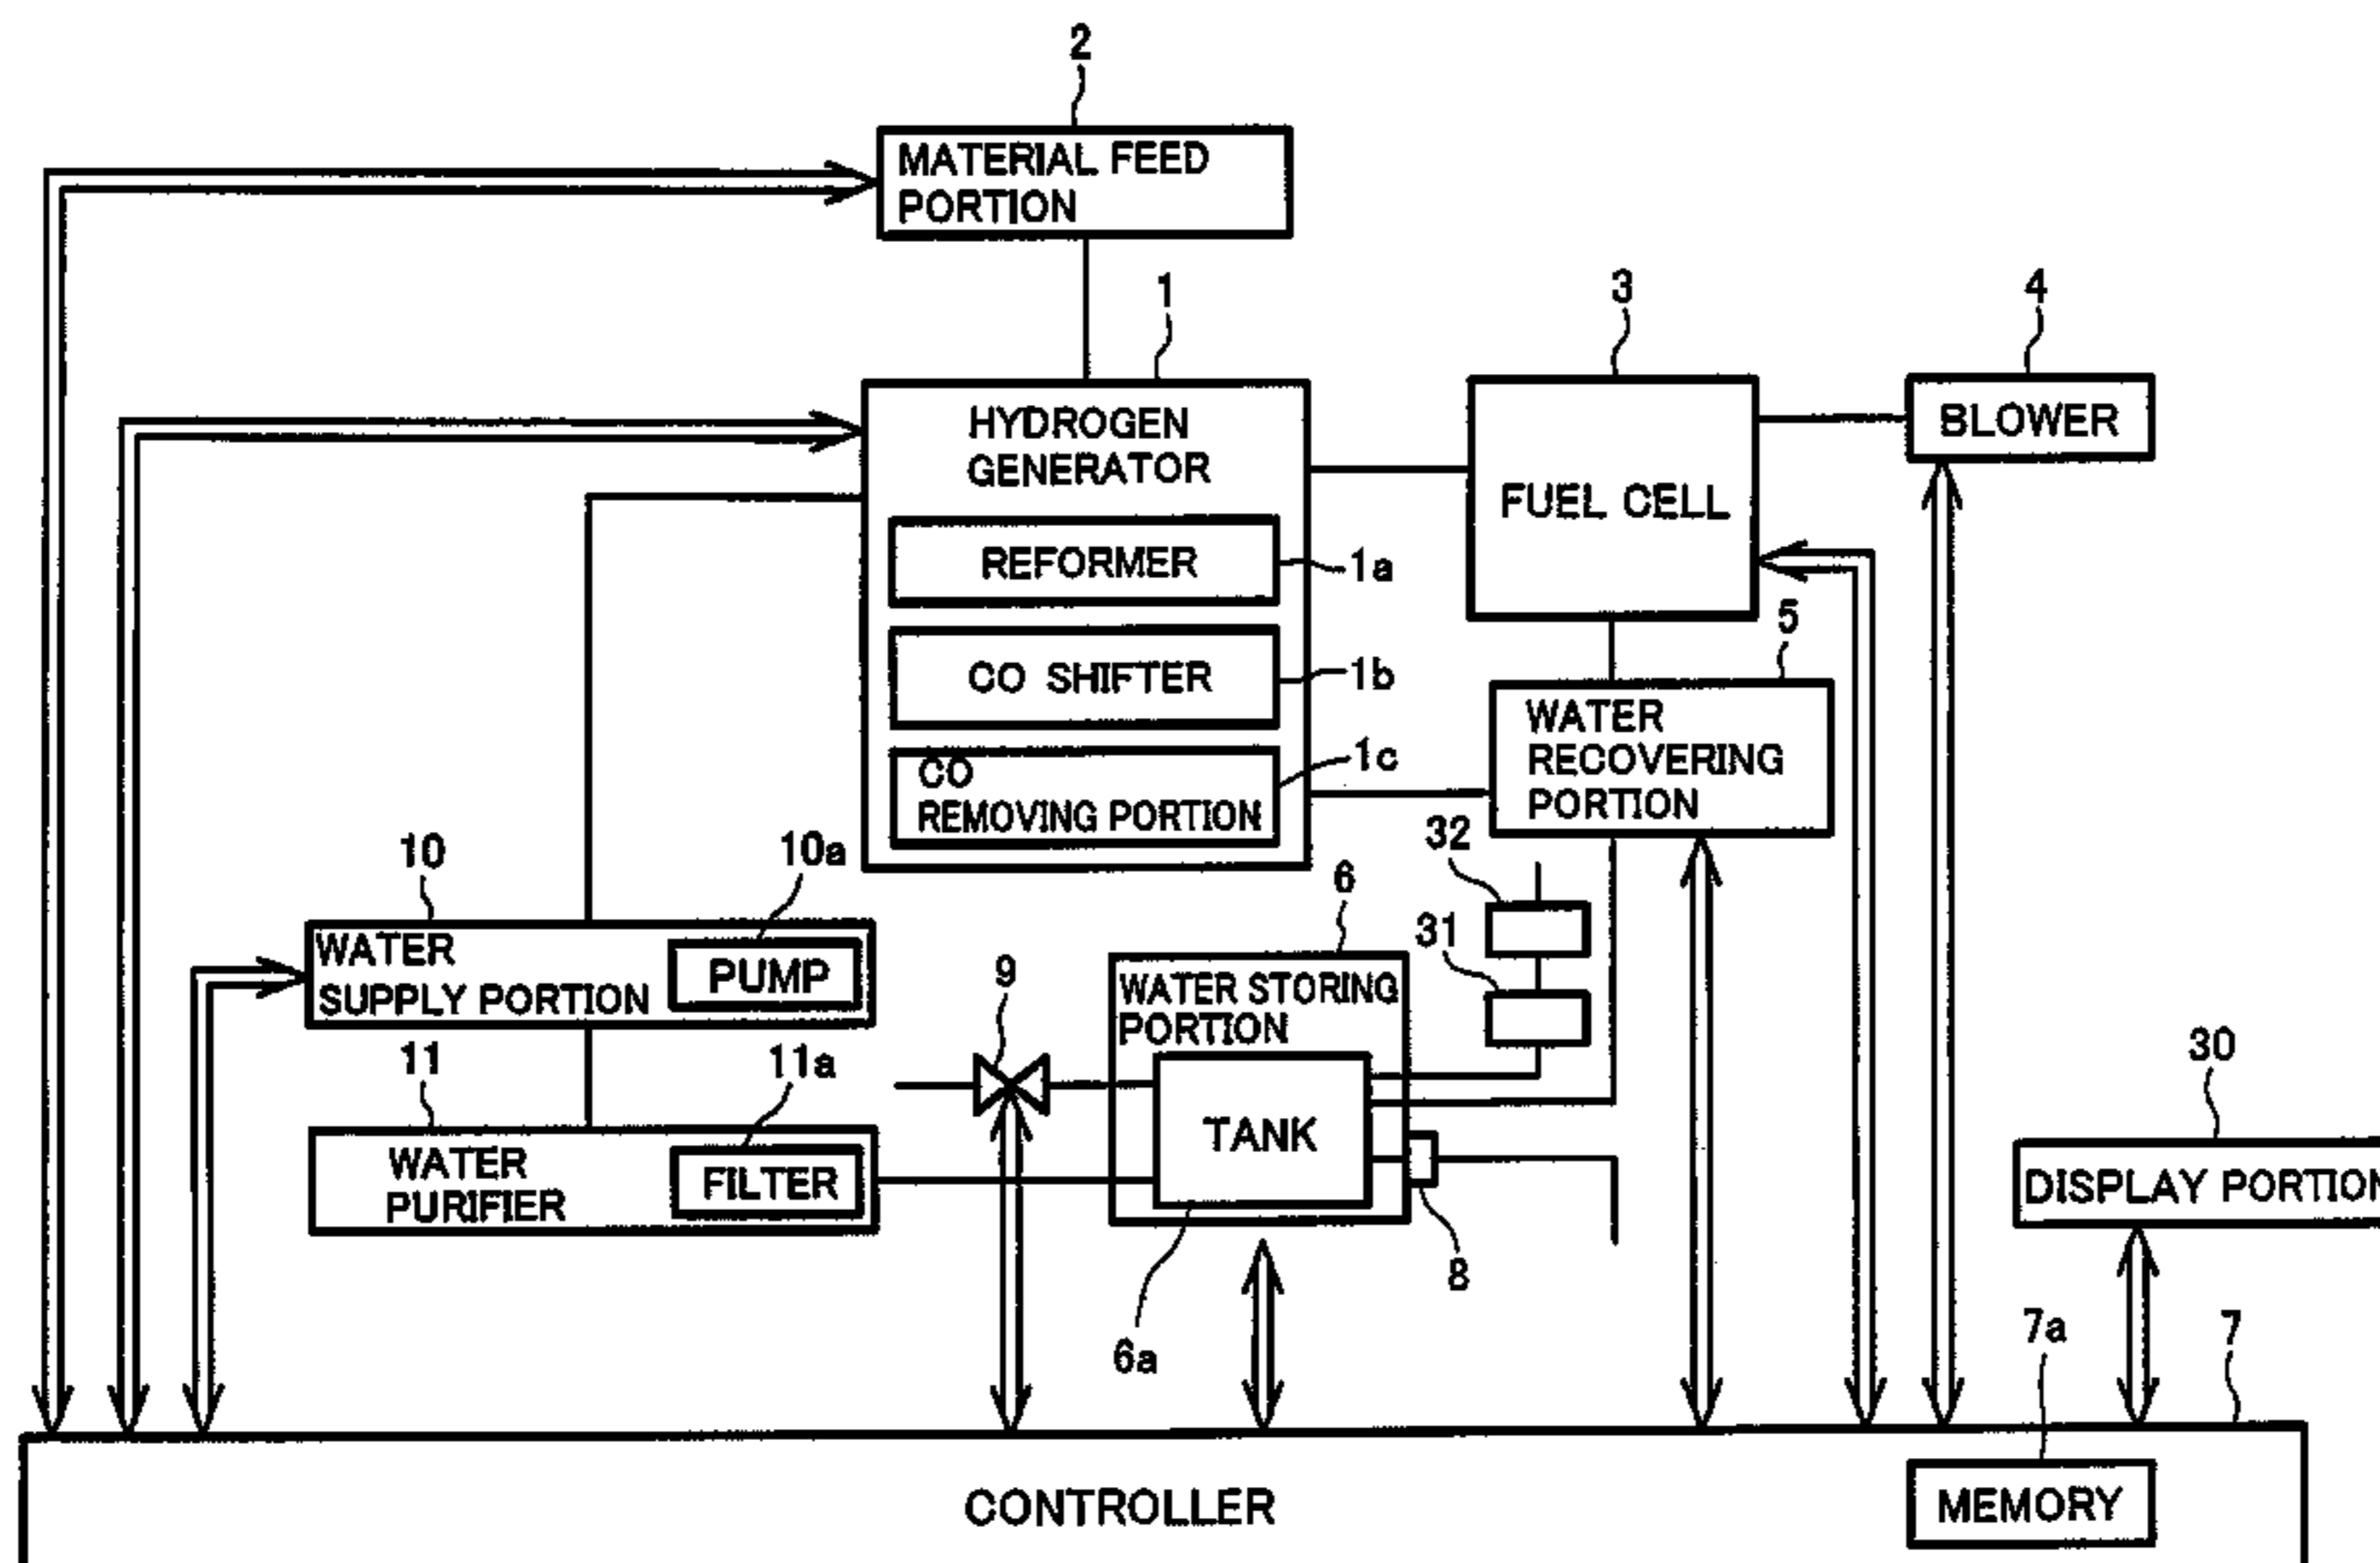 2
MATERIAL FEED
PORTION
1
3
4
HYDROGEN
GENERATOR
BLOWER
FUEL CELL
REFORMER
1a
5
CO SHIFTER
1b
WATER
RECOVERING
PORTION
1c
CO
REMOVING PORTION
32
10
10a
6
31
WATER
SUPPLY PORTION
PUMP
9
WATER STORING
PORTION
30
11
11a
TANK
WATER
PURIFIER
FILTER
DISPLAY PORTION
8
6a
7a
7
CONTROLLER
MEMORY